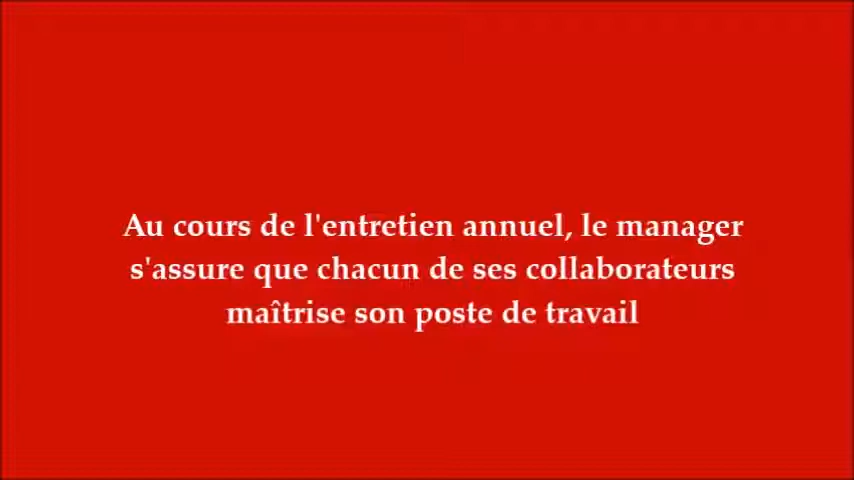 Au cours de l'entretien annuel, le manager
s'assure que chacun de ses collaborateurs
maîtrise son poste de travail